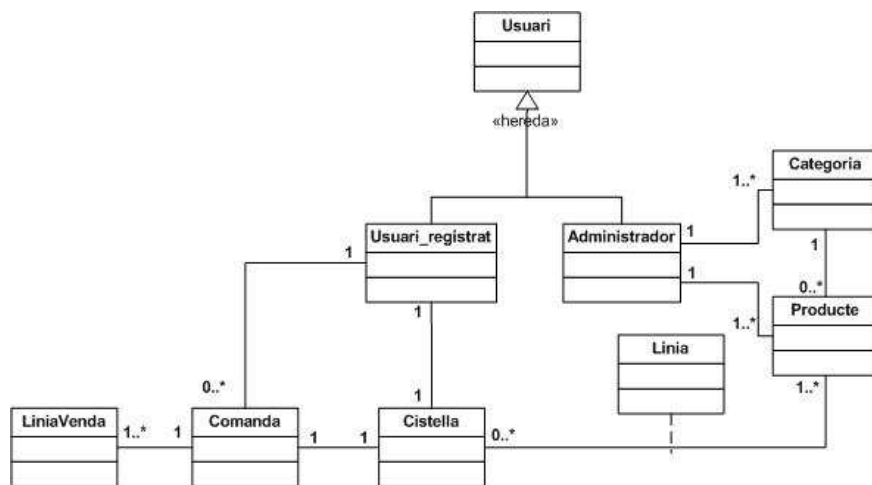 Usuari
«hereda»
Categoria
1..*
Usuari_registrat
Administrador
1
1
1
1
0..*
1
1..*
Producte
Linia
1
0..*
1..*
LiniaVenda
Comanda
Cistella
1..*
1
1
1
0..*